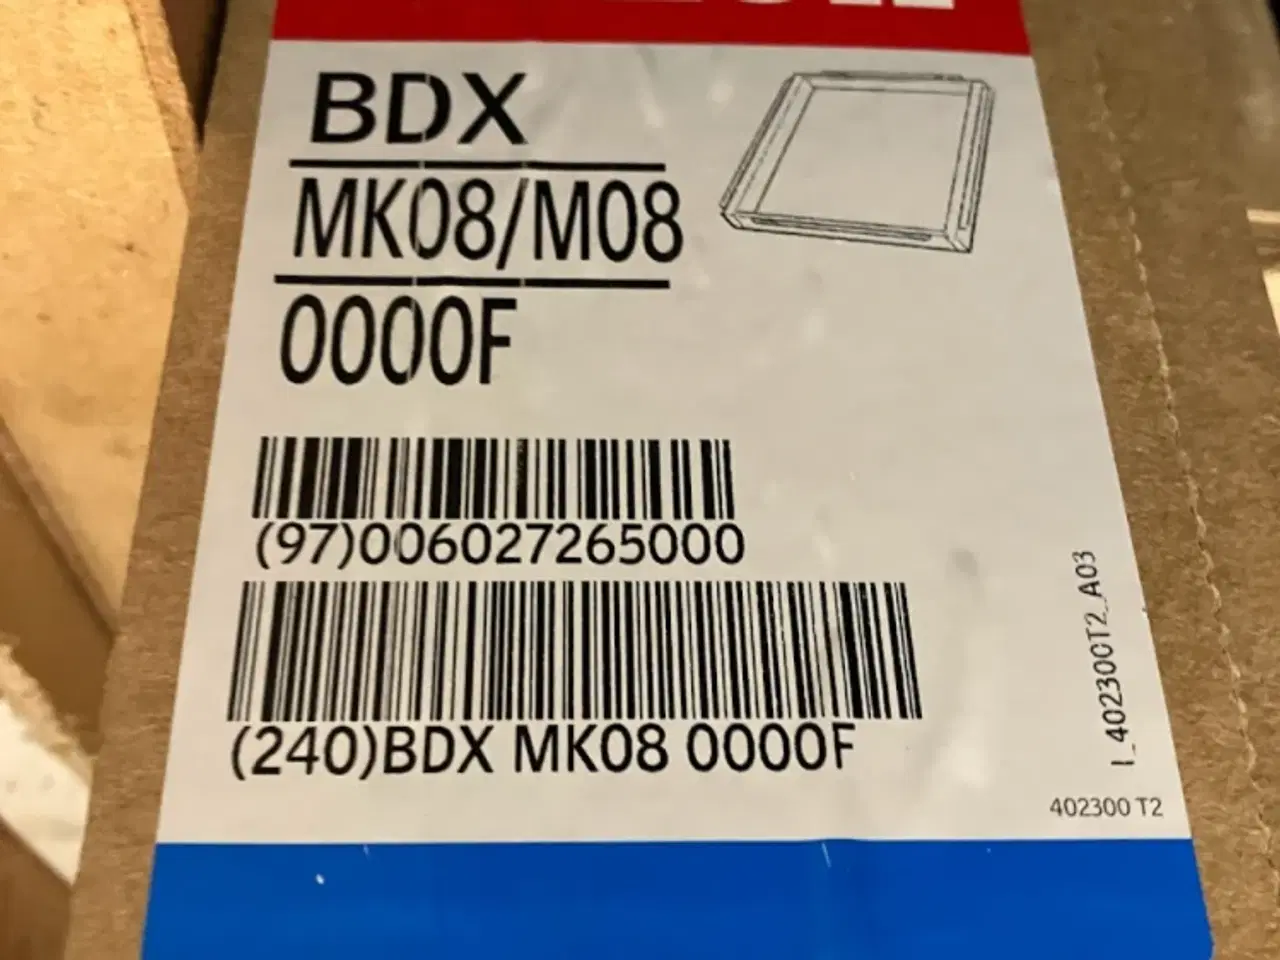 BDX
MK08/M08
0000F
(97)006027265000
(240)BDX MK08 0000F
I_402300T2_A03
402300 T2